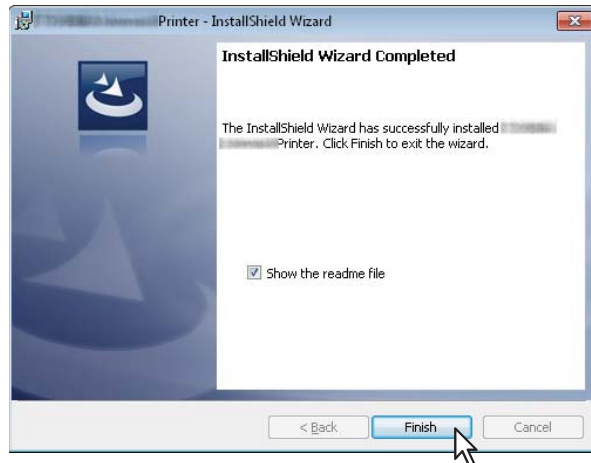 Printer - InstallShield Wizard
InstallShield Wizard Completed
The InstallShield Wizard has successfully installed
Printer. Click Finish to exit the wizard.
Show the readme file
< Back
Finish
Cancel